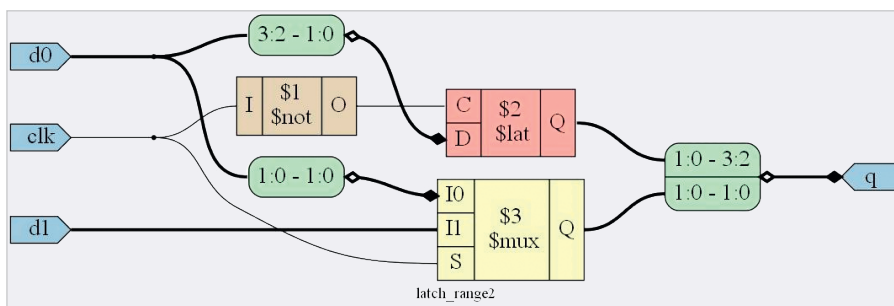 d0
3:2 - 1:0
clk
I $1 $not O
C D $2 $lat Q
1:0 - 1:0
d1
I0 I1 S $3 $mux Q
1:0 - 3:2
1:0 - 1:0
q
latch_range2